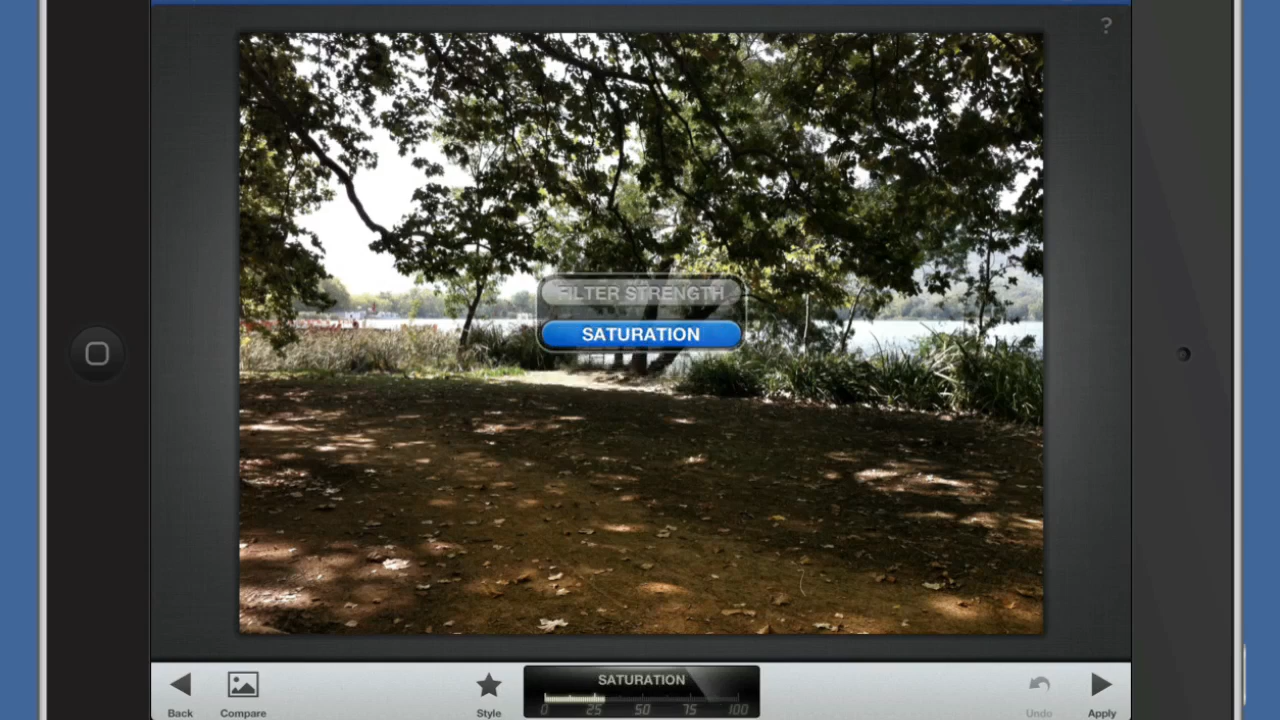 ?
FILTER STRENGTH
SATURATION
Back
Compare
Style
SATURATION
0 25 50 75 100
Undo
Apply